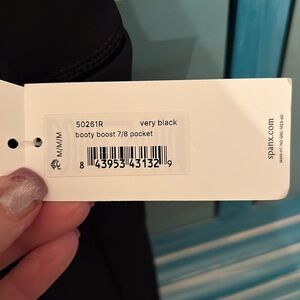 50261R very black
booty boost 7/8 pocket
M/M/M
8 43953 43132 9
spanx.com